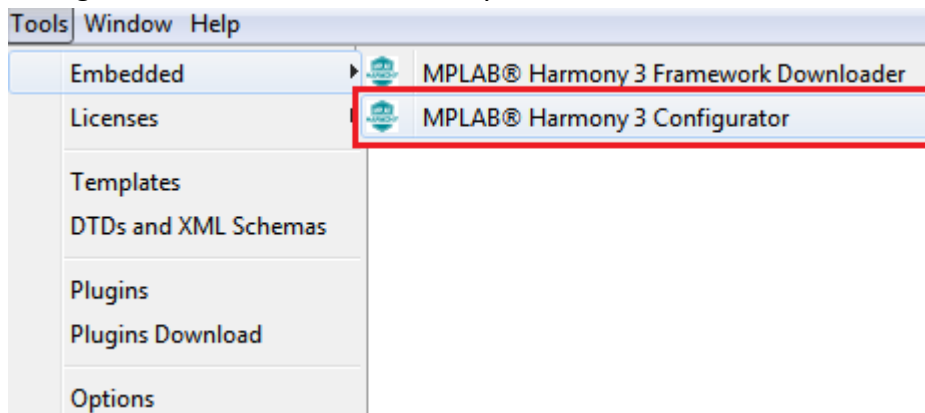 Tools Window Help
Embedded
MPLAB® Harmony 3 Framework Downloader
Licenses
MPLAB® Harmony 3 Configurator
Templates
DTDs and XML Schemas
Plugins
Plugins Download
Options